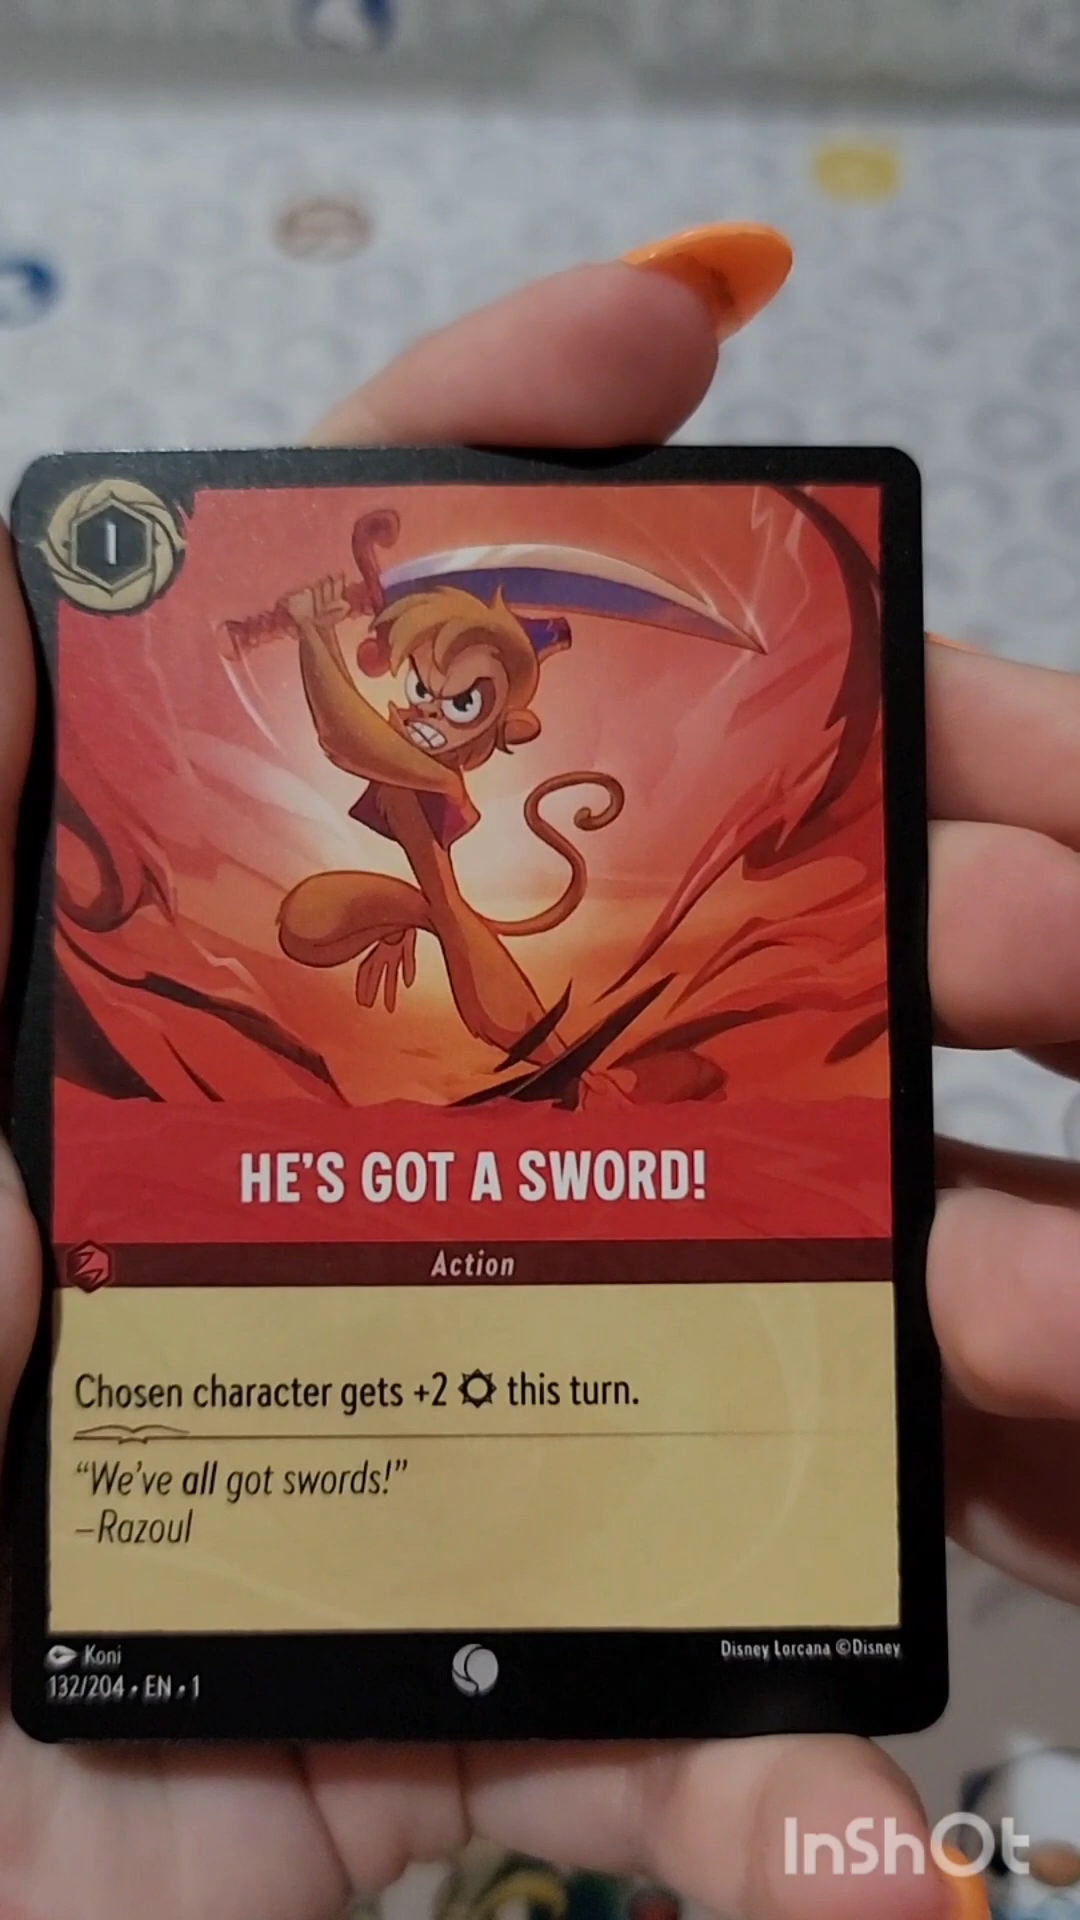 1
HE'S GOT A SWORD!
Action
Chosen character gets +2 this turn.
“We've all got swords!”
–Razoul
Koni
132/204 • EN • 1
Disney Lorcana ©Disney
InShOt